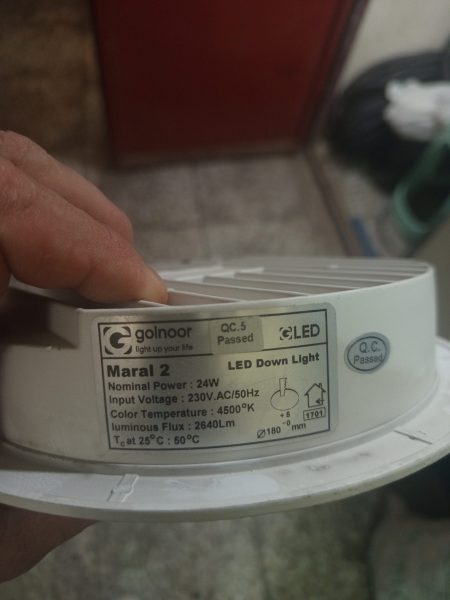 golnoor
light up your life
QC.5
Passed
GLED
Maral 2
LED Down Light
Nominal Power : 24W
Input Voltage : 230V.AC/50Hz
Color Temperature : 4500°K
luminous Flux : 2640Lm
Tc at 25°C : 50°C
+8
-0
Ø180 mm
1701
Q.C.
Passed